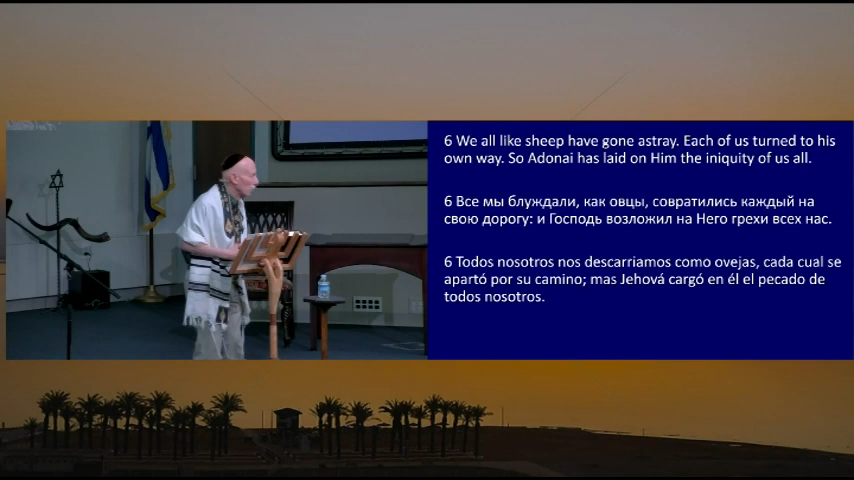 6 We all like sheep have gone astray. Each of us turned to his
own way. So Adonai has laid on Him the iniquity of us all.
6 Все мы блуждали, как овцы, совратились каждый на
свою дорогу: и Господь возложил на Него грехи всех нас.
6 Todos nosotros nos descarriamos como ovejas, cada cual se
apartó por su camino; mas Jehová cargó en él el pecado de
todos nosotros.